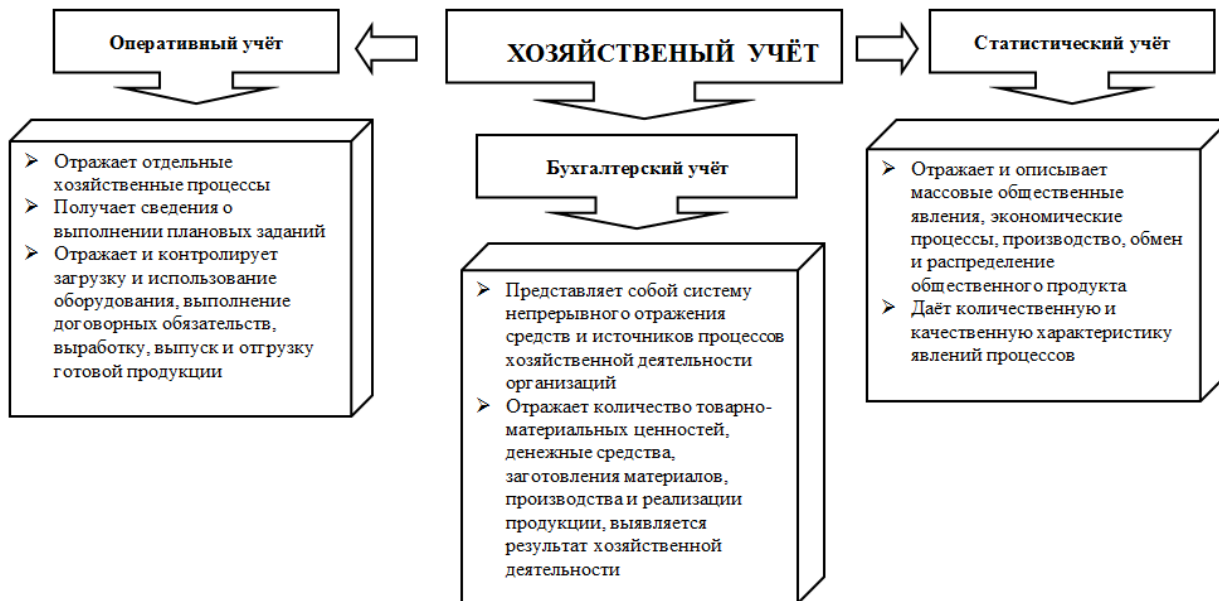 ХОЗЯЙСТВЕНЫЙ УЧЁТ
Оперативный учёт
➢ Отражает отдельные
хозяйственные процессы
➢ Получает сведения о
выполнении плановых заданий
➢ Отражает и контролирует
загрузку и использование
оборудования, выполнение
договорных обязательств,
выработку, выпуск и отгрузку
готовой продукции
Бухгалтерский учёт
➢ Представляет собой систему
непрерывного отражения
средств и источников процессов
хозяйственной деятельности
организаций
➢ Отражает количество товарно-
материальных ценностей,
денежные средства,
заготовления материалов,
производства и реализации
продукции, выявляется
результат хозяйственной
деятельности
Статистический учёт
➢ Отражает и описывает
массовые общественные
явления, экономические
процессы, производство, обмен
и распределение
общественного продукта
➢ Даёт количественную и
качественную характеристику
явлений процессов